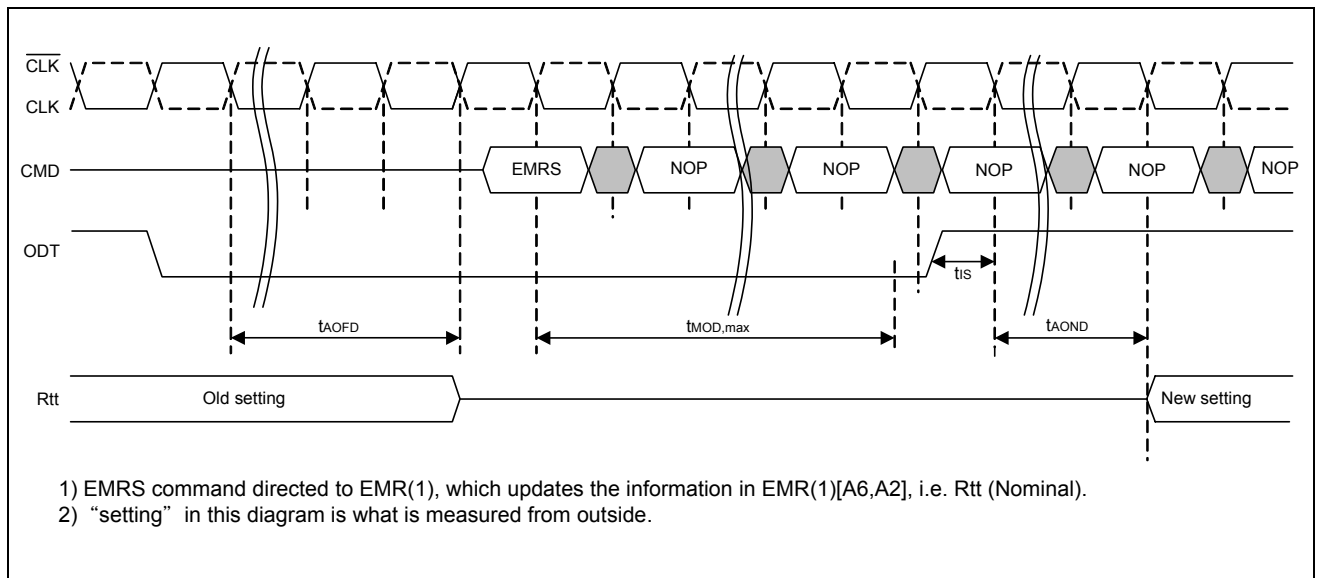 CLK
CLK
CMD
EMRS
NOP
NOP
NOP
NOP
NOP
ODT
tIS
tAOFD
tMOD,max
tAOND
Rtt
Old setting
New setting
1) EMRS command directed to EMR(1), which updates the information in EMR(1)[A6,A2], i.e. Rtt (Nominal).
2) “setting” in this diagram is what is measured from outside.